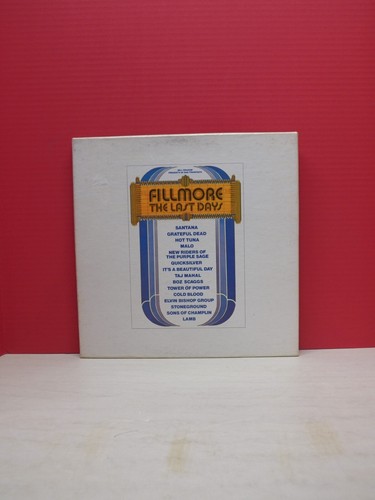 FILLMORE
THE LAST DAYS
SANTANA
GRATEFUL DEAD
HOT TUNA
MALO
NEW RIDERS OF
THE PURPLE SAGE
QUICKSILVER
IT'S A BEAUTIFUL DAY
TAJ MAHAL
BOZ SCAGGS
TOWER OF POWER
COLD BLOOD
ELVIN BISHOP GROUP
STONEGROUND
SONS OF CHAMPLIN
LAMB